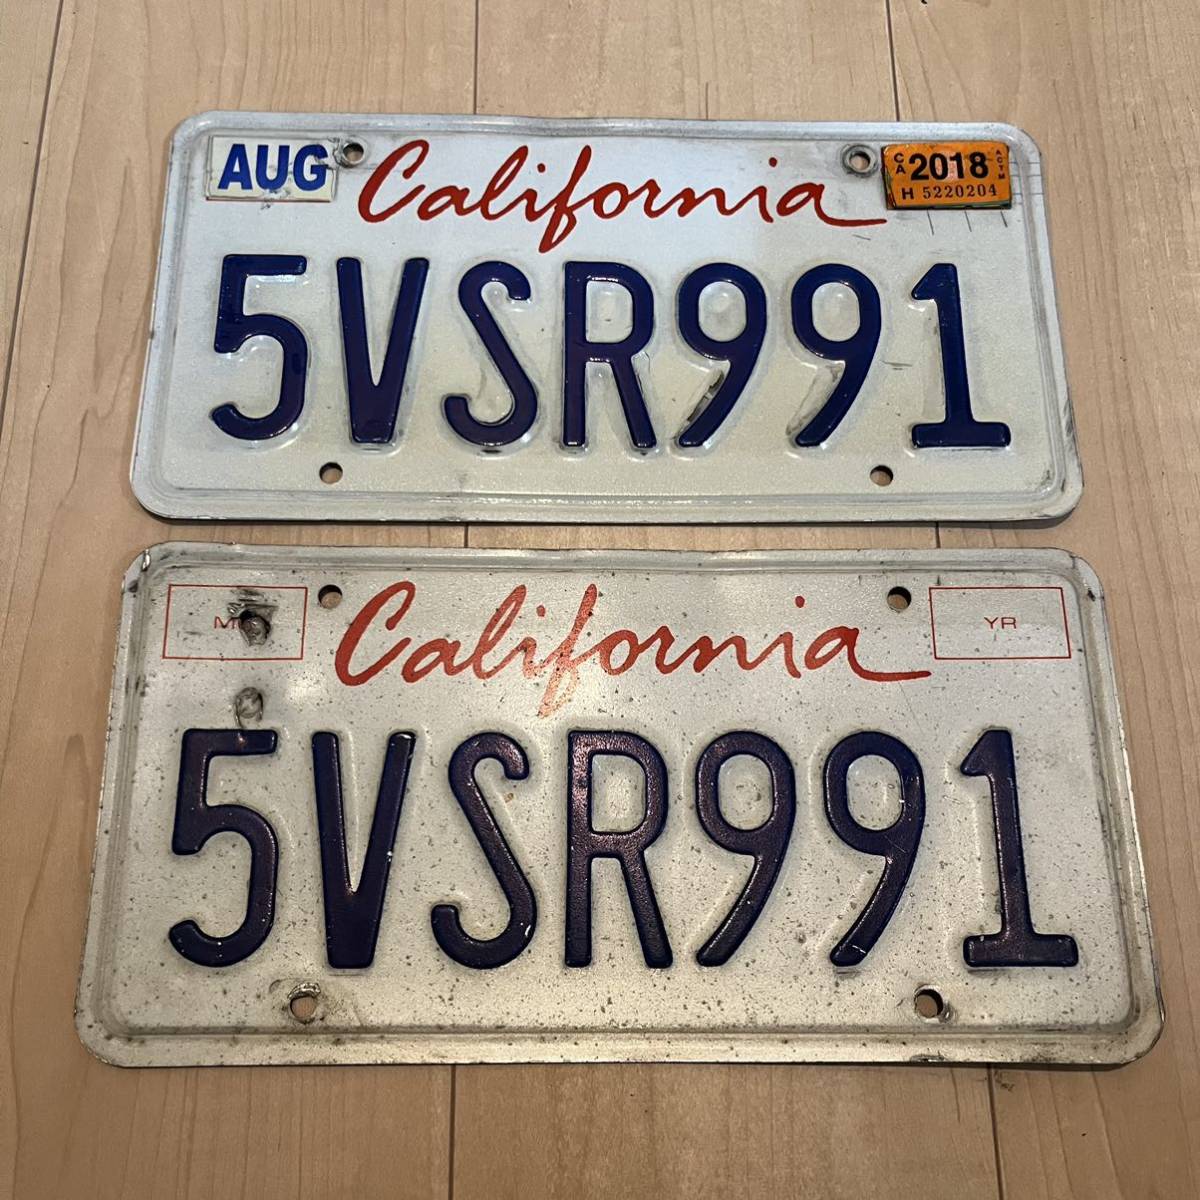 AUG California CA 2018 ACTM
H 5220204
5VSR991
California YR
5VSR991